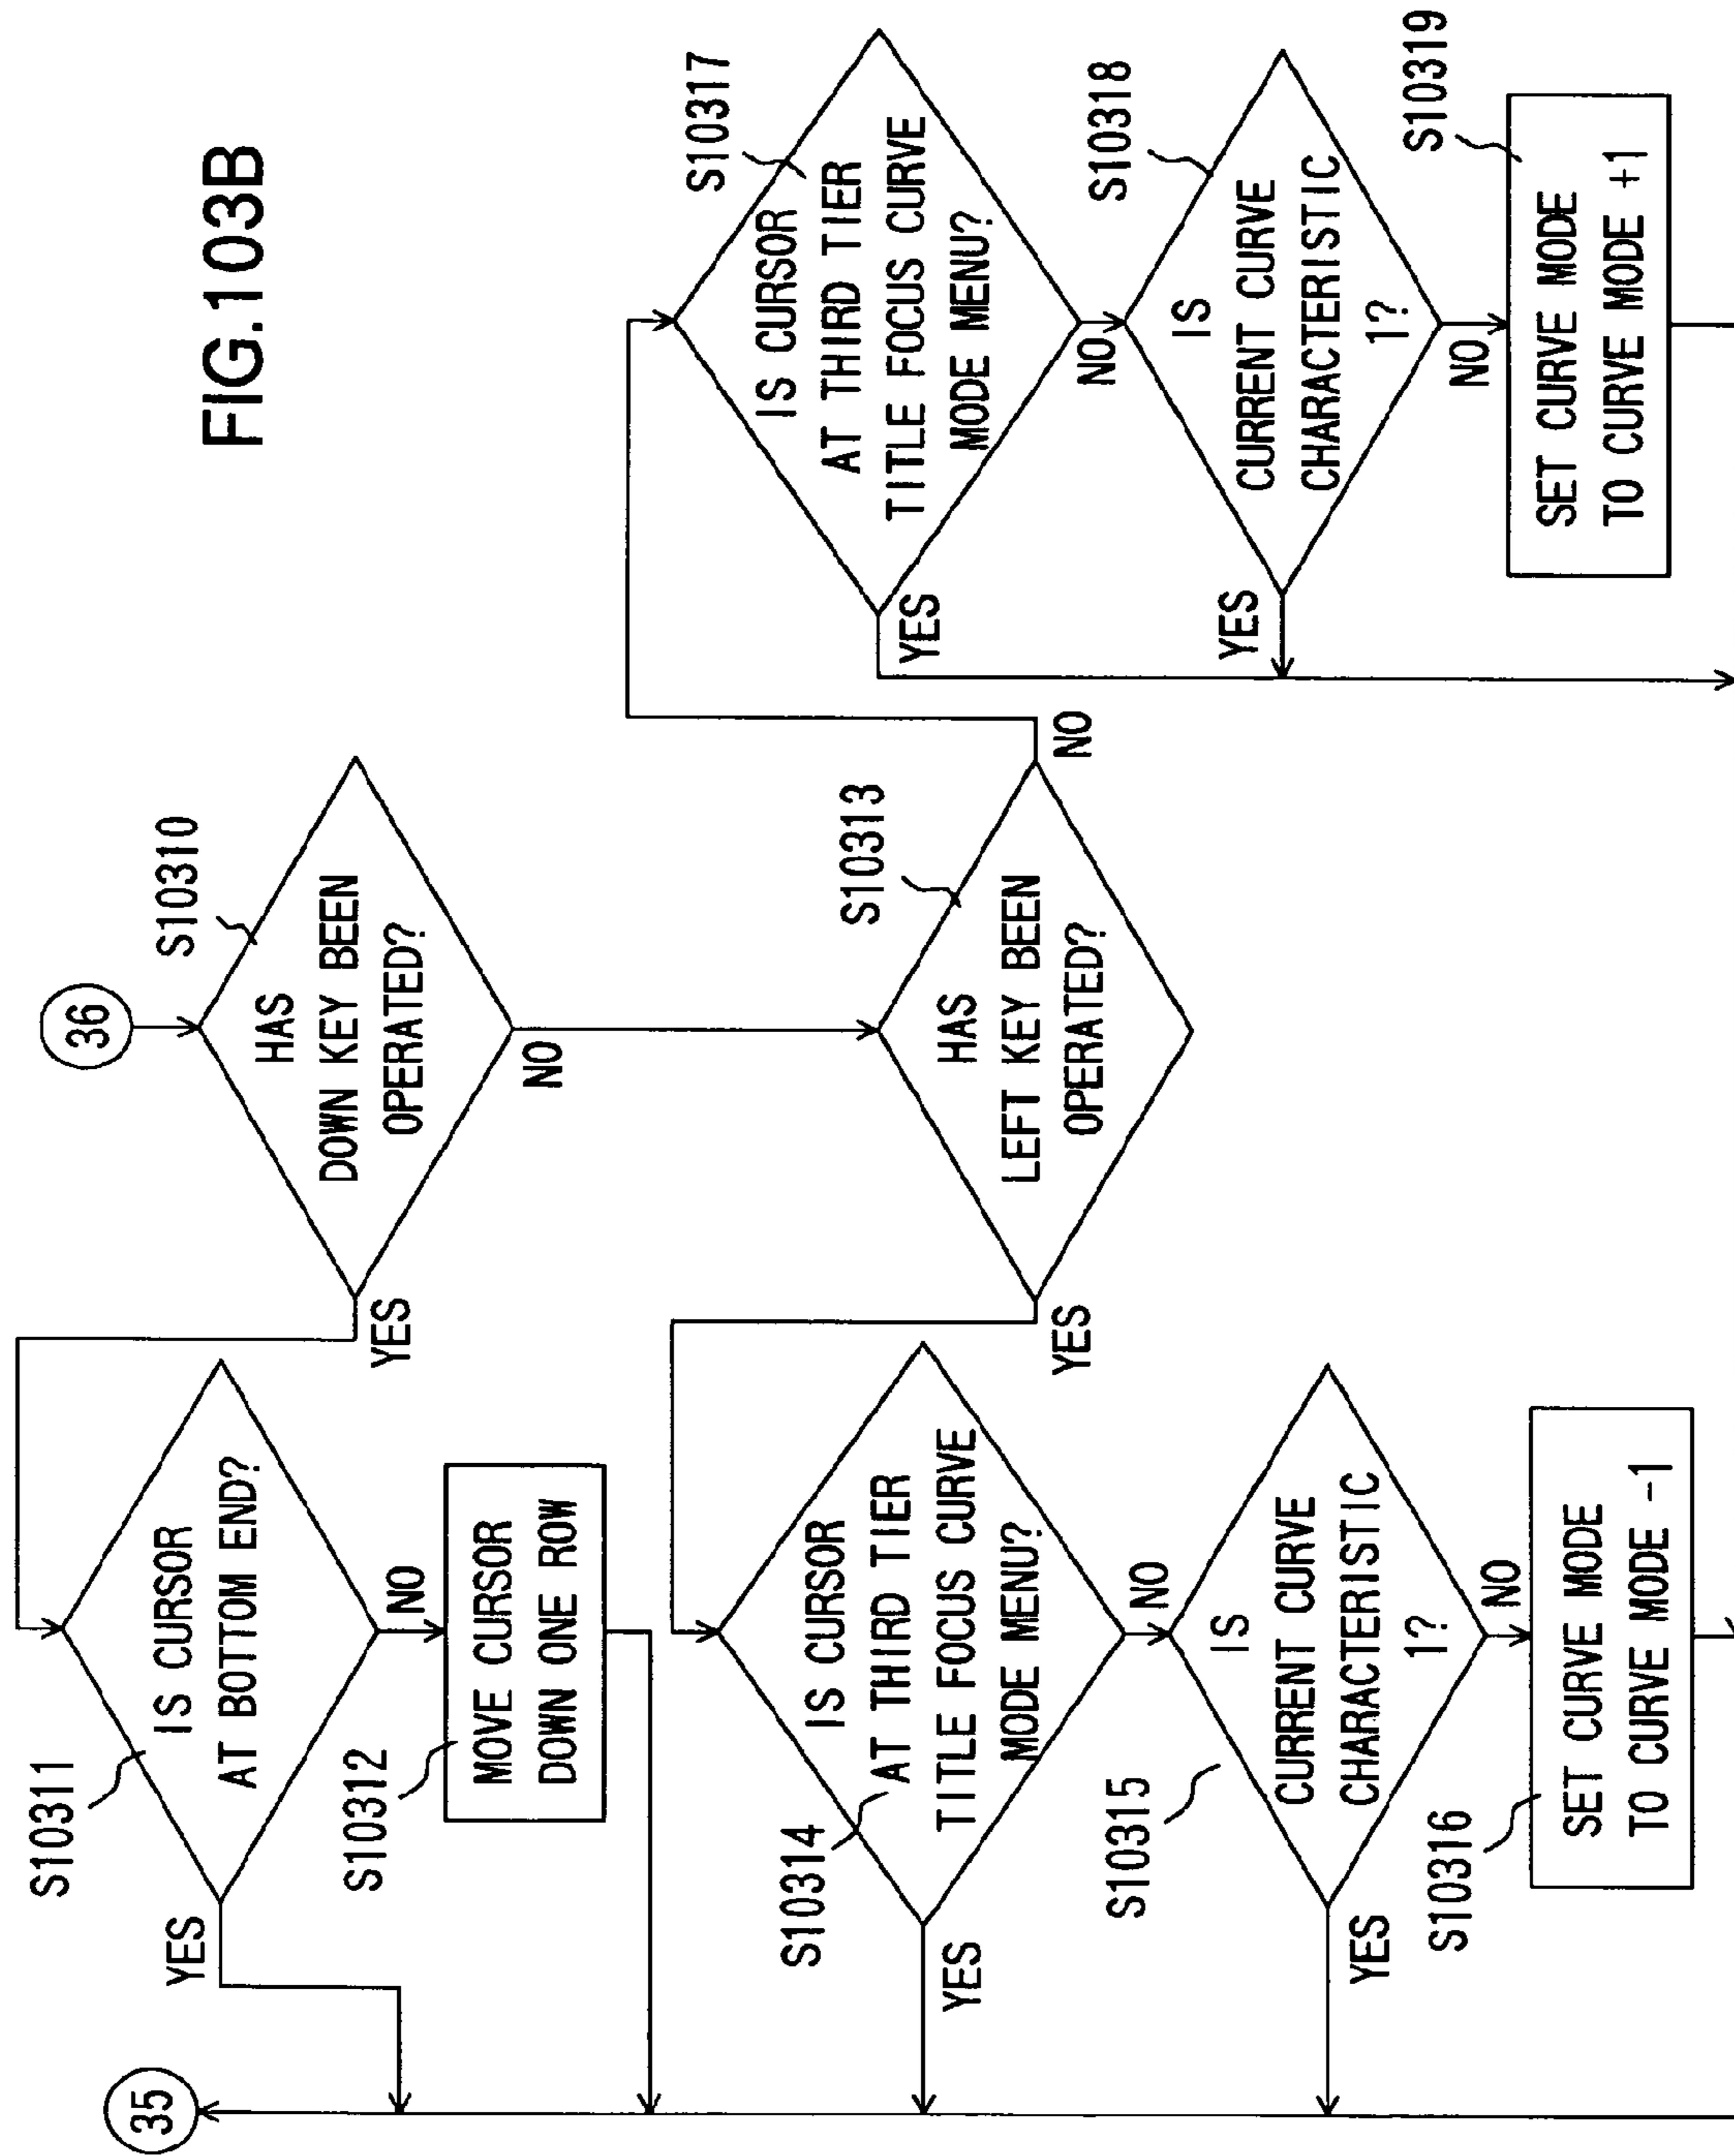 FIG.103B
36
S10310
HAS
DOWN KEY BEEN
OPERATED?
YES
NO
S10311
IS CURSOR
AT BOTTOM END?
YES
NO
S10312
MOVE CURSOR
DOWN ONE ROW
35
S10313
HAS
LEFT KEY BEEN
OPERATED?
YES
NO
S10314
IS CURSOR
AT THIRD TIER
TITLE FOCUS CURVE
MODE MENU?
YES
NO
S10315
IS
CURRENT CURVE
CHARACTERISTIC
1?
YES
NO
S10316
SET CURVE MODE
TO CURVE MODE -1
S10317
IS CURSOR
AT THIRD TIER
TITLE FOCUS CURVE
MODE MENU?
YES
NO
S10318
IS
CURRENT CURVE
CHARACTERISTIC
1?
YES
NO
S10319
SET CURVE MODE
TO CURVE MODE +1